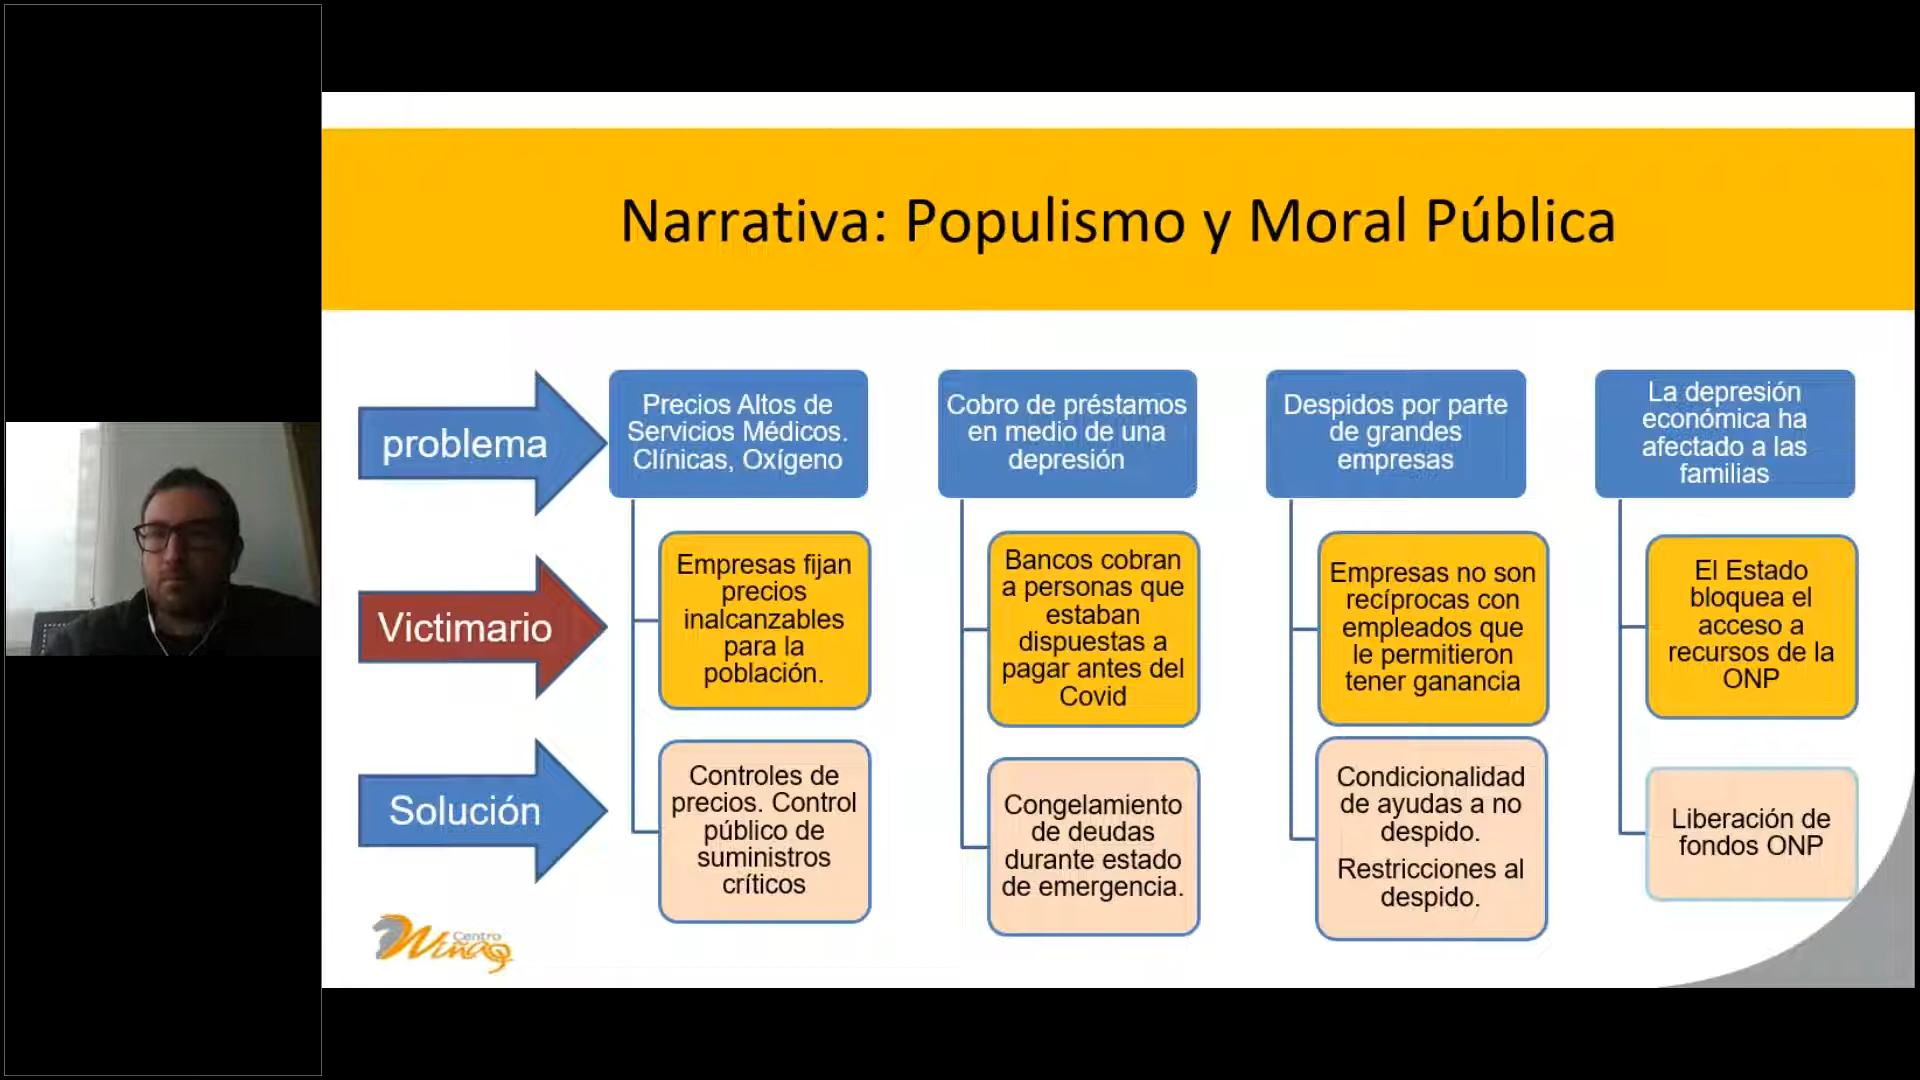 Narrativa: Populismo y Moral Pública
problema
Precios Altos de
Servicios Médicos.
Clínicas, Oxígeno
Cobro de préstamos
en medio de una
depresión
Despidos por parte
de grandes
empresas
La depresión
económica ha
afectado a las
familias
Victimario
Empresas fijan
precios
inalcanzables
para la
población.
Bancos cobran
a personas que
estaban
dispuestas a
pagar antes del
Covid
Empresas no son
recíprocas con
empleados que
le permitieron
tener ganancia
El Estado
bloquea el
acceso a
recursos de la
ONP
Solución
Controles de
precios. Control
público de
suministros
críticos
Congelamiento
de deudas
durante estado
de emergencia.
Condicionalidad
de ayudas a no
despido.
Restricciones al
despido.
Liberación de
fondos ONP
Centro
Wiñaq